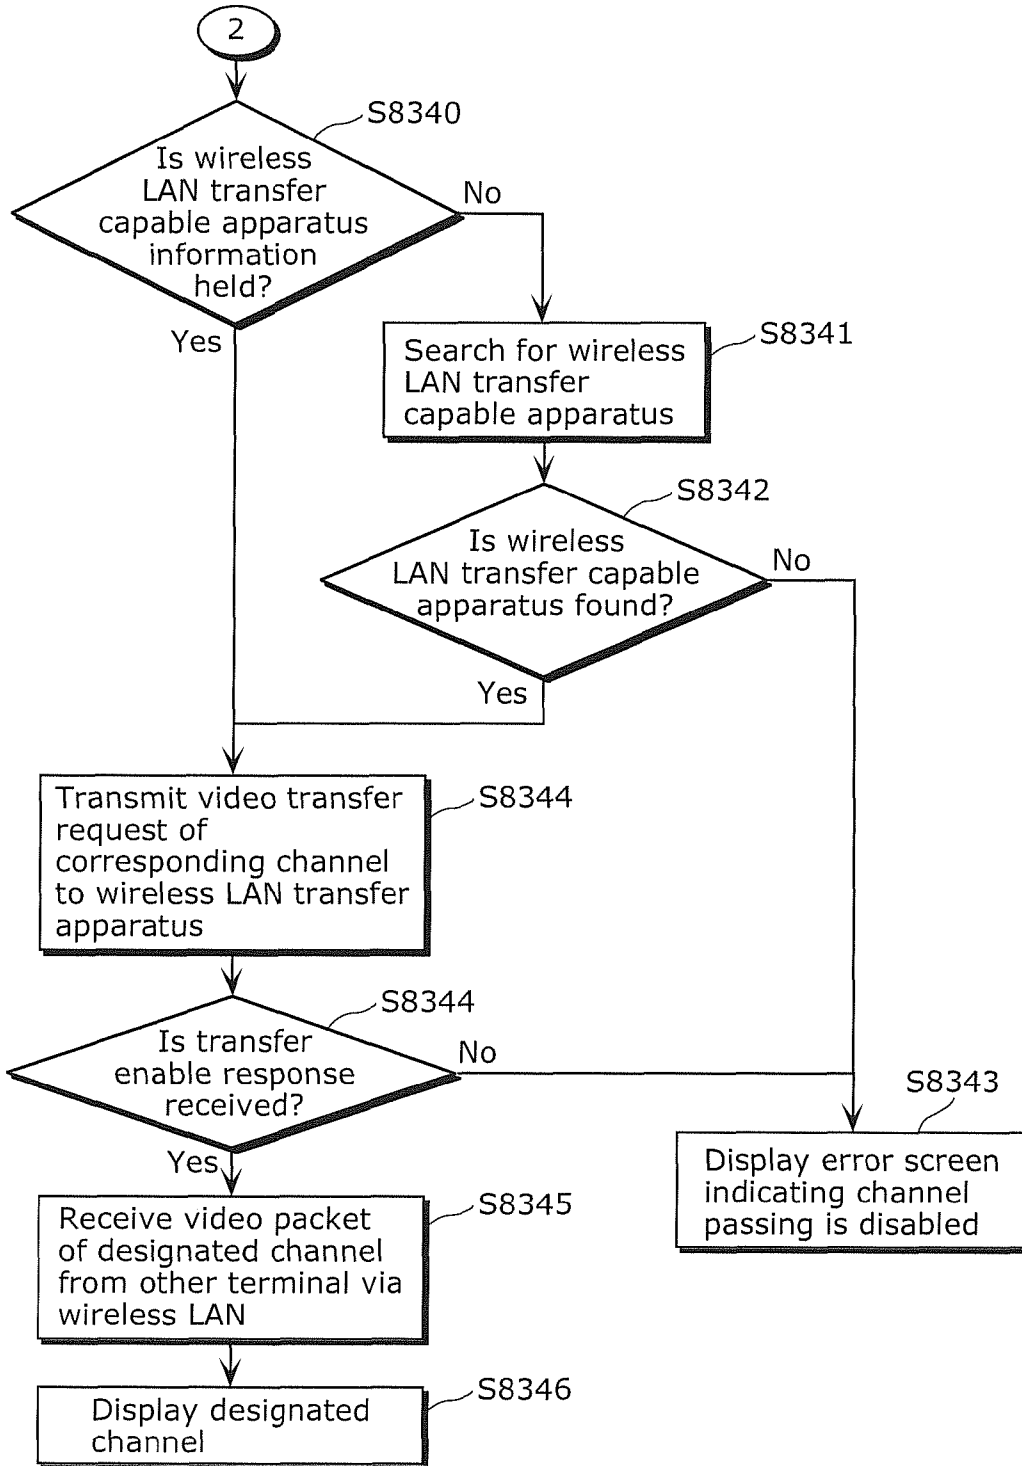 2
S8340
Is wireless
LAN transfer
capable apparatus
information
held?
No
Yes
S8341
Search for wireless
LAN transfer
capable apparatus
S8342
Is wireless
LAN transfer capable
apparatus found?
No
Yes
S8344
Transmit video transfer
request of
corresponding channel
to wireless LAN transfer
apparatus
S8344
Is transfer
enable response
received?
No
Yes
S8343
Display error screen
indicating channel
passing is disabled
S8345
Receive video packet
of designated channel
from other terminal via
wireless LAN
S8346
Display designated
channel